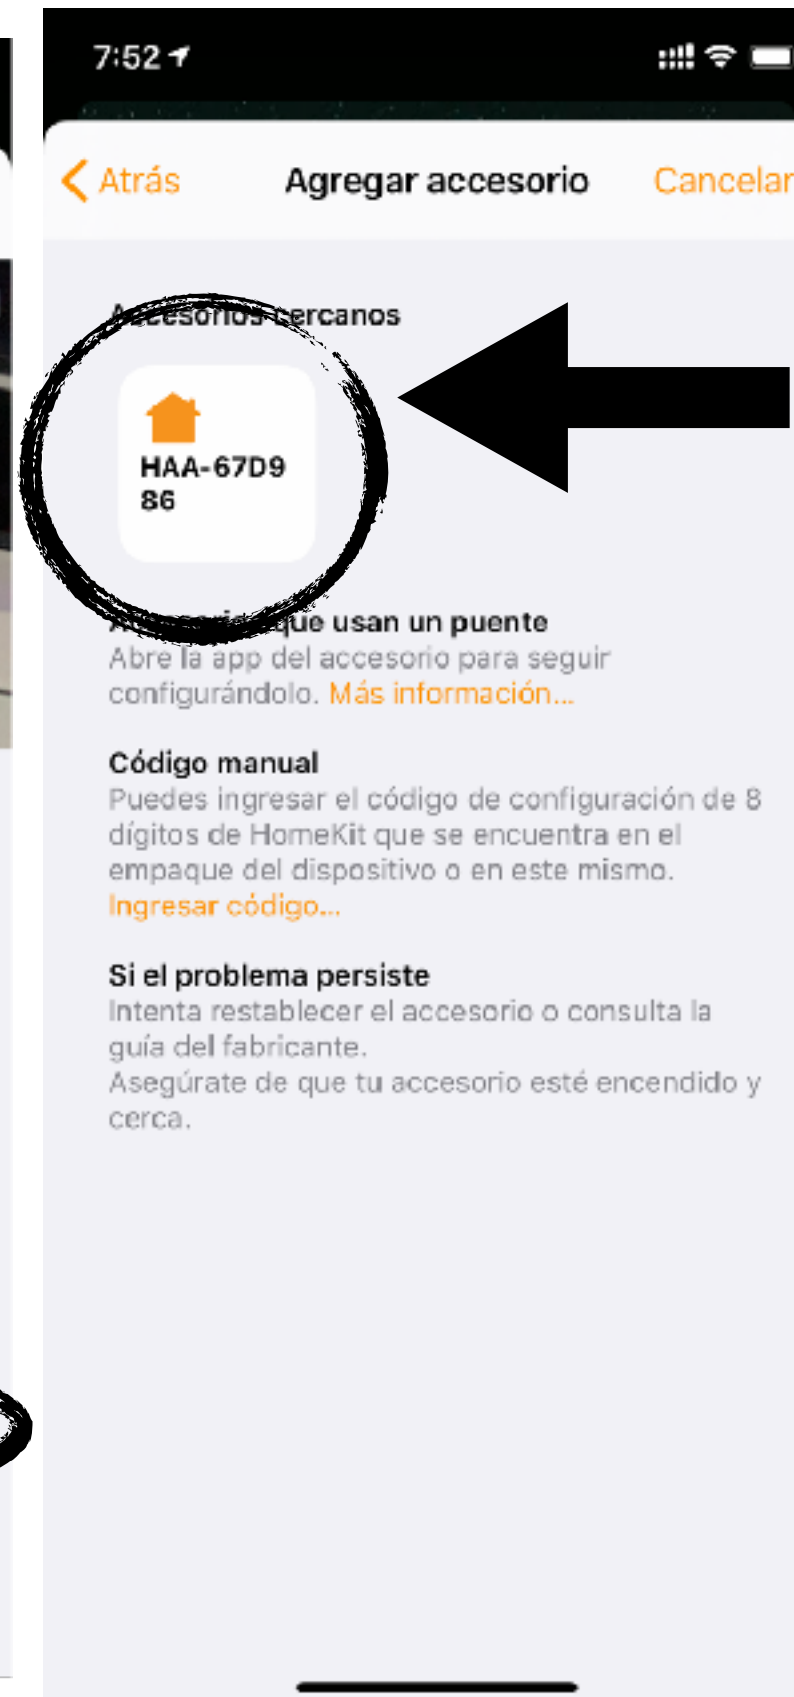 7:52
Atrás
Agregar accesorio
Cancelar
Accesorios cercanos
HAA-67D9
86
que usan un puente
Abre la app del accesorio para seguir
configurándolo. Más información...
Código manual
Puedes ingresar el código de configuración de 8
dígitos de HomeKit que se encuentra en el
empaque del dispositivo o en este mismo.
Ingresar código...
Si el problema persiste
Intenta restablecer el accesorio o consulta la
guía del fabricante.
Asegúrate de que tu accesorio esté encendido y
cerca.